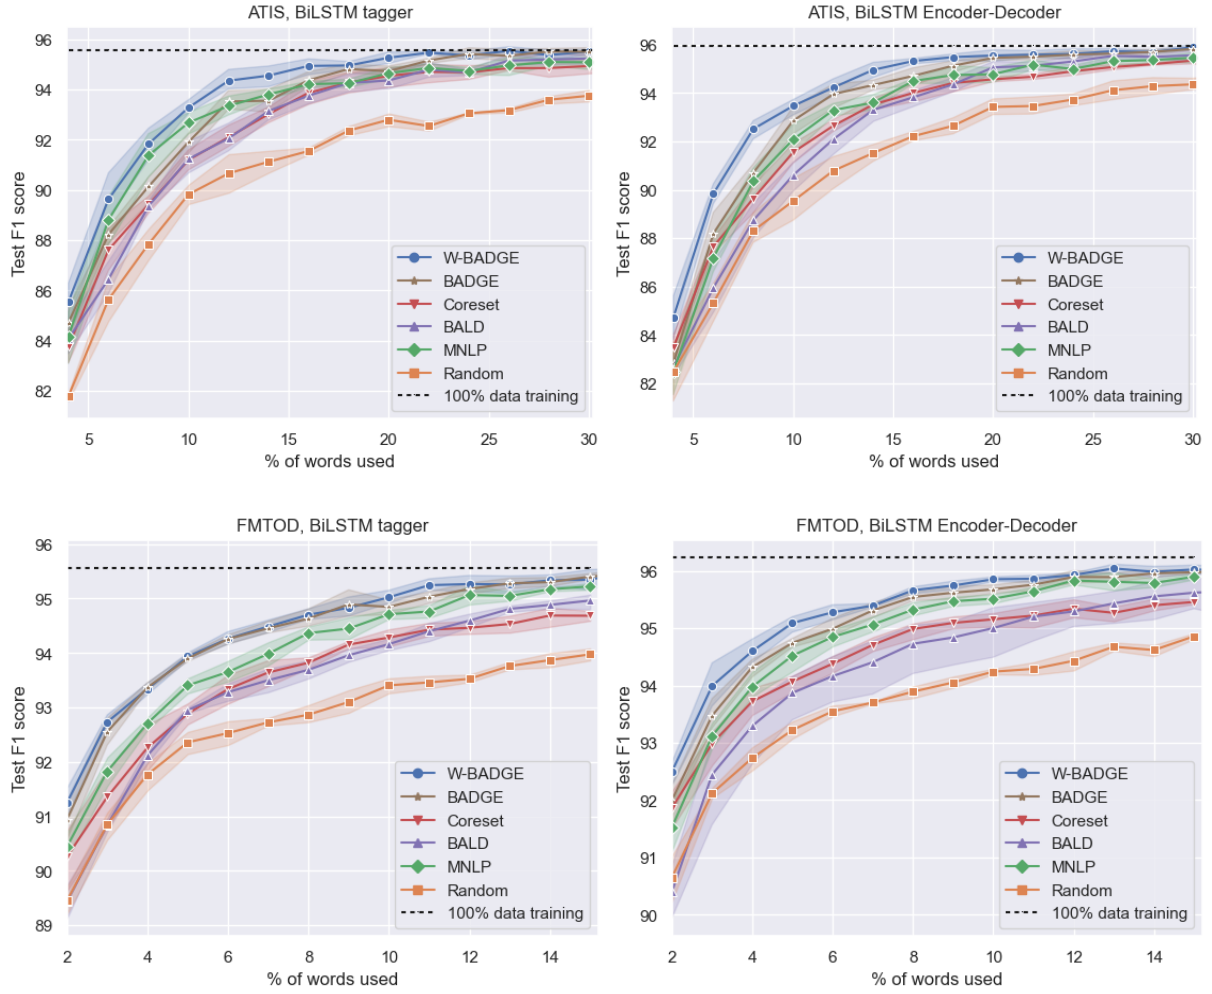 ATIS, BiLSTM tagger
96
94
92
90
88
86
84
82
Test F1 score
W-BADGE
BADGE
Coreset
BALD
MNLP
Random
100% data training
5
10
15
20
25
30
% of words used
ATIS, BiLSTM Encoder-Decoder
96
94
92
90
88
86
84
82
Test F1 score
W-BADGE
BADGE
Coreset
BALD
MNLP
Random
100% data training
5
10
15
20
25
30
% of words used
FMTOD, BiLSTM tagger
96
95
94
93
92
91
90
89
Test F1 score
W-BADGE
BADGE
Coreset
BALD
MNLP
Random
100% data training
2
4
6
8
10
12
14
% of words used
FMTOD, BiLSTM Encoder-Decoder
96
95
94
93
92
91
90
Test F1 score
W-BADGE
BADGE
Coreset
BALD
MNLP
Random
100% data training
2
4
6
8
10
12
14
% of words used